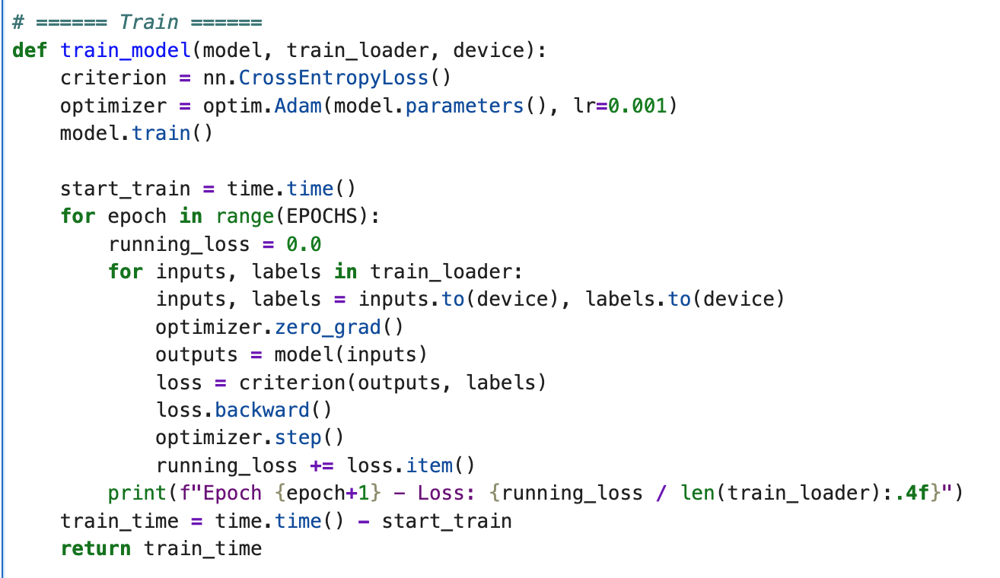 # ====== Train ======
def train_model(model, train_loader, device):
    criterion = nn.CrossEntropyLoss()
    optimizer = optim.Adam(model.parameters(), lr=0.001)
    model.train()

    start_train = time.time()
    for epoch in range(EPOCHS):
        running_loss = 0.0
        for inputs, labels in train_loader:
            inputs, labels = inputs.to(device), labels.to(device)
            optimizer.zero_grad()
            outputs = model(inputs)
            loss = criterion(outputs, labels)
            loss.backward()
            optimizer.step()
            running_loss += loss.item()
        print(f"Epoch {epoch+1} - Loss: {running_loss / len(train_loader):.4f}")
    train_time = time.time() - start_train
    return train_time